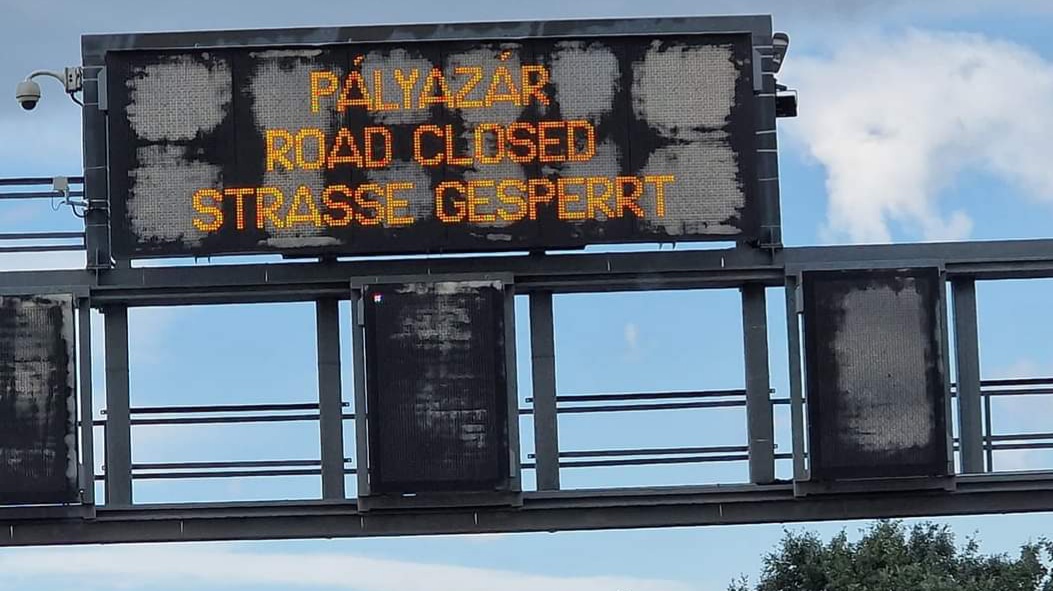 PÁLYAZÁR
ROAD CLOSED
STRASSE GESPERRT